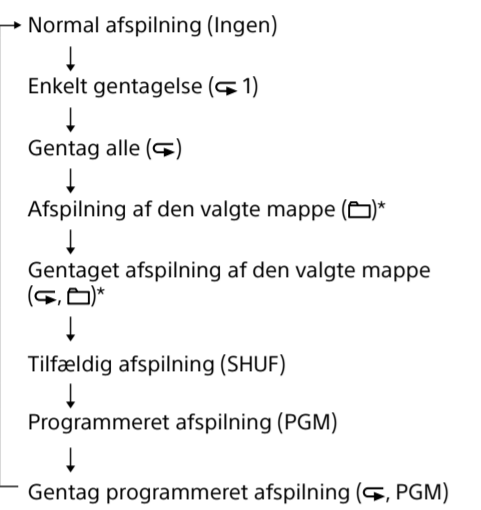 Normal afspilning (Ingen)
Enkelt gentagelse (1)
Gentag alle ()
Afspilning af den valgte mappe ()*
Gentaget afspilning af den valgte mappe
(, )*
Tilfældig afspilning (SHUF)
Programmeret afspilning (PGM)
Gentag programmeret afspilning (, PGM)